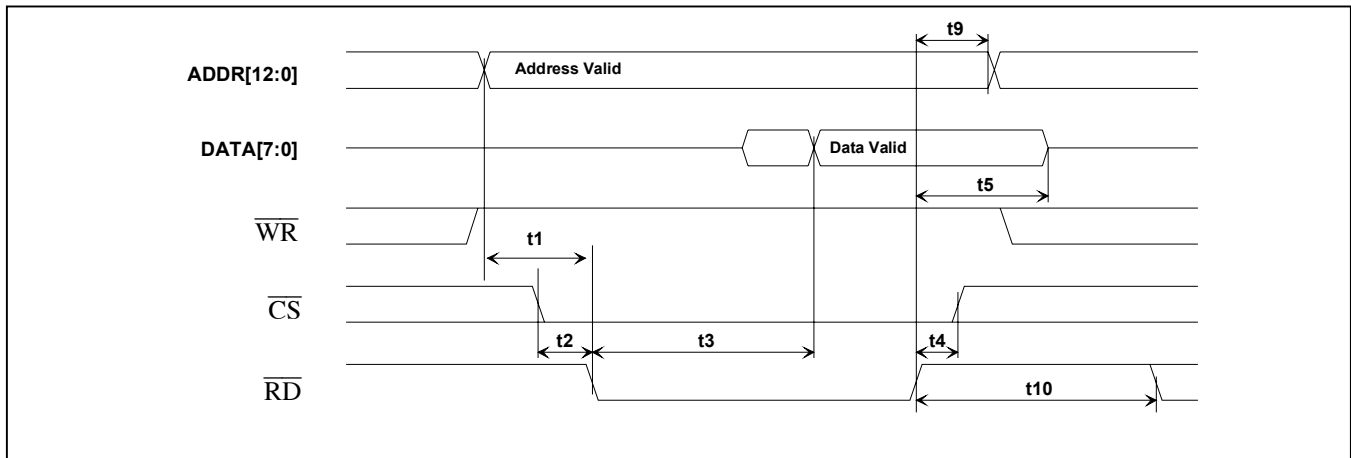 t9
ADDR[12:0]
Address Valid
DATA[7:0]
Data Valid
t5
WR
t1
CS
t2
t3
t4
RD
t10